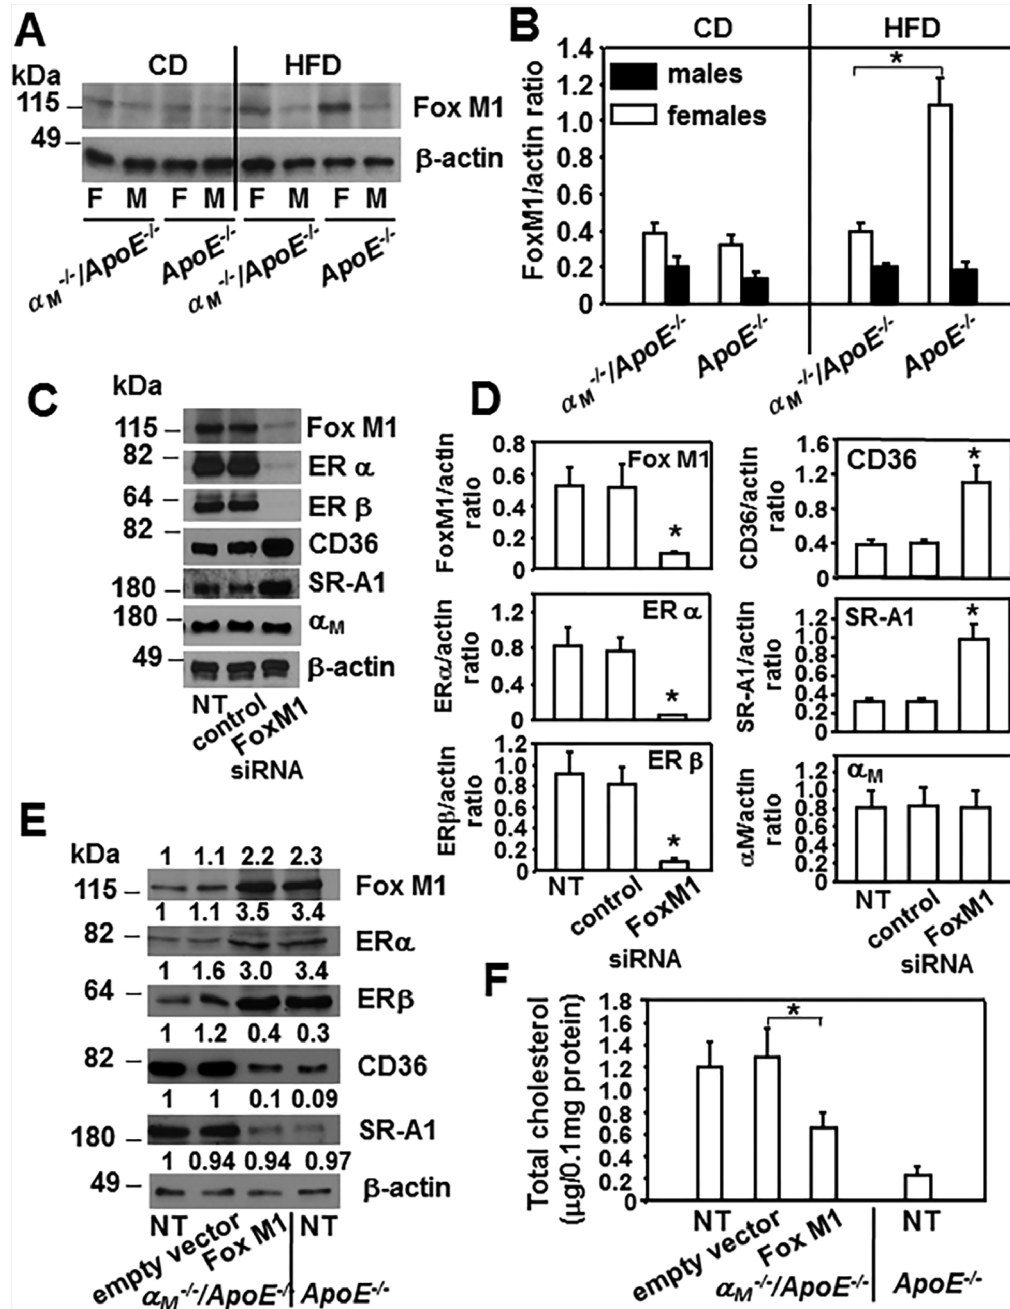 A
CD HFD
kDa
115 Fox M1
49 β-actin
F M F M F M F M
αM-/-/ApoE-/- ApoE-/- αM-/-/ApoE-/- ApoE-/-
B
CD HFD
FoxM1/actin ratio
1.4
1.2
1.0
0.8
0.6
0.4
0.2
0
males
females
*
αM-/-/ApoE-/- ApoE-/- αM-/-/ApoE-/- ApoE-/-
C
kDa
115 Fox M1
82 ER α
64 ER β
82 CD36
180 SR-A1
180 αM
49 β-actin
NT control FoxM1
siRNA
D
FoxM1/actin
ratio
0.8
0.6
0.4
0.2
0
Fox M1
*
CD36/actin
ratio
1.6
1.2
0.8
0.4
0
CD36
*
ERα/actin
ratio
1.2
0.8
0.4
0
ER α
*
SR-A1/actin
ratio
1.2
1.0
0.8
0.6
0.4
0.2
0
SR-A1
*
ERβ/actin
ratio
1.2
1.0
0.8
0.6
0.4
0.2
0
ER β
*
αM/actin
ratio
1.2
1.0
0.8
0.6
0.4
0.2
0
αM
NT control FoxM1
siRNA
NT control FoxM1
siRNA
E
kDa
1 1.1 2.2 2.3
115 Fox M1
1 1.1 3.5 3.4
82 ERα
1 1.6 3.0 3.4
64 ERβ
1 1.2 0.4 0.3
82 CD36
1 1 0.1 0.09
180 SR-A1
1 0.94 0.94 0.97
49 β-actin
NT empty vector Fox M1 NT
αM-/-/ApoE-/- ApoE-/-
F
Total cholesterol
(µg/0.1mg protein)
1.8
1.6
1.4
1.2
1.0
0.8
0.6
0.4
0.2
0
*
NT empty vector Fox M1 NT
αM-/-/ApoE-/- ApoE-/-